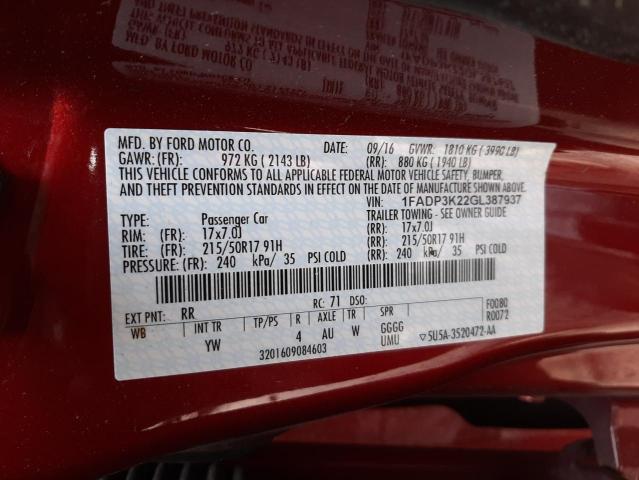 MFD. BY FORD MOTOR CO. DATE: 09/16 GVWR: 1810 KG ( 3990 LB)
GAWR: (FR): 972 KG ( 2143 LB) (RR): 880 KG ( 1940 LB)
THIS VEHICLE CONFORMS TO ALL APPLICABLE FEDERAL MOTOR VEHICLE SAFETY, BUMPER,
AND THEFT PREVENTION STANDARDS IN EFFECT ON THE DATE OF MANUFACTURE SHOWN ABOVE.
VIN: 1FADP3K22GL387937
TYPE: Passenger Car TRAILER TOWING - SEE OWNER GUIDE
RIM: (FR): 17x7.0J (RR): 17x7.0J
TIRE: (FR): 215/50R17 91H (RR): 215/50R17 91H
PRESSURE: (FR): 240 kPa/ 35 PSI COLD (RR): 240 kPa/ 35 PSI COLD
EXT PNT: RR RC: 71 DSO: F0080
WB INT TR TP/PS R AXLE TR SPR R0072
YW 4 AU W GGGG
UMU ▽5U5A-3520472-AA
3201609084603